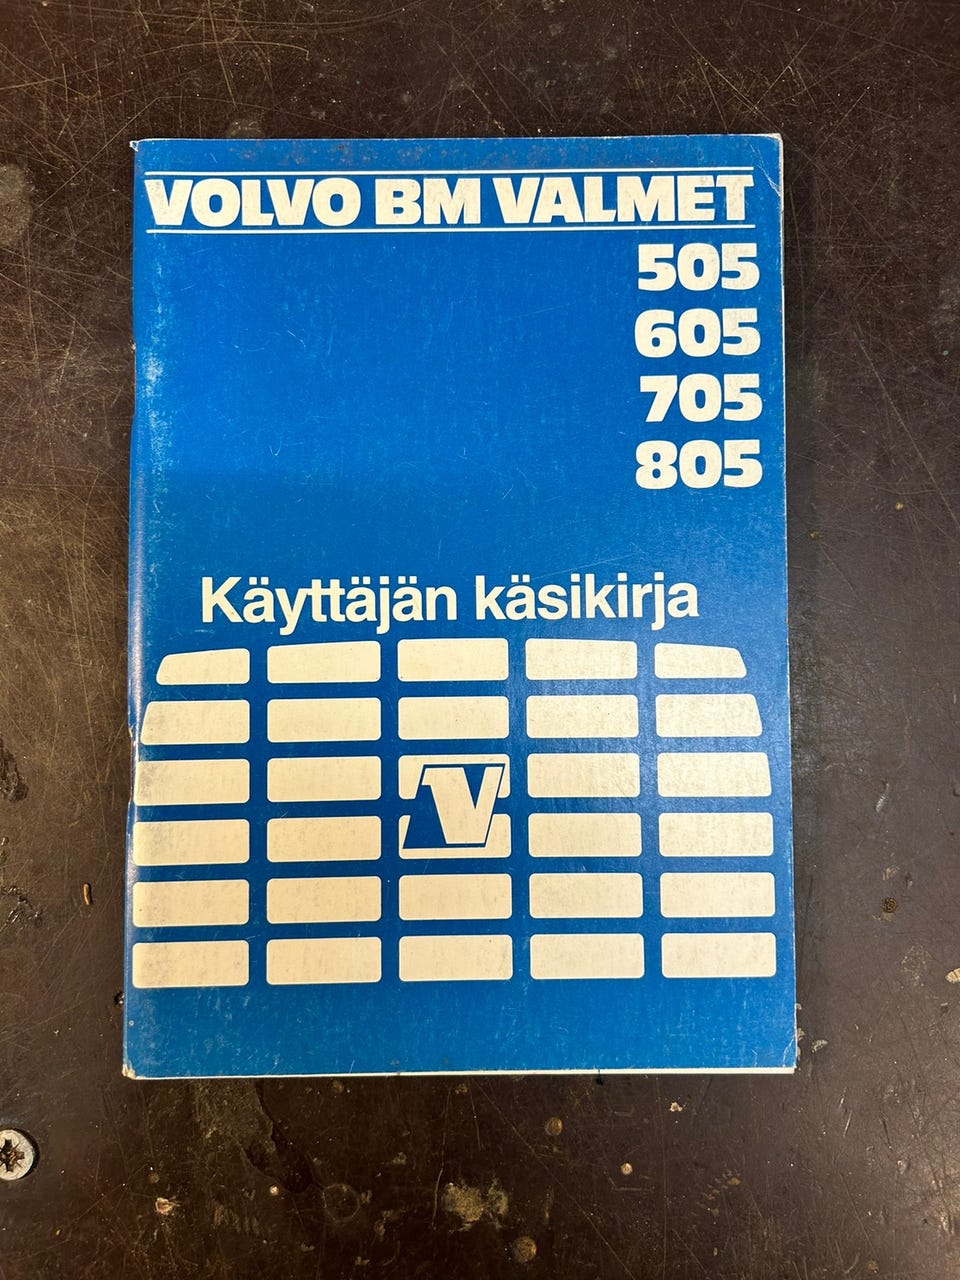 VOLVO BM VALMET
505
605
705
805
Käyttäjän käsikirja
V